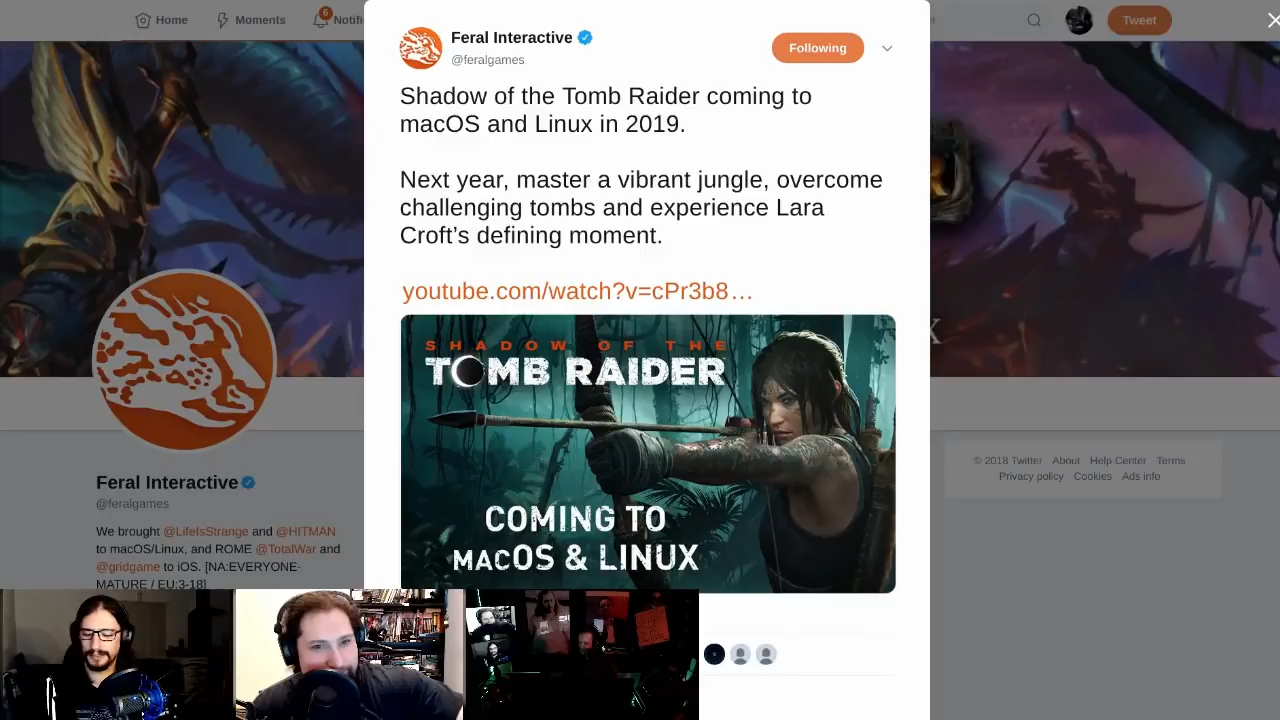 Home
Moments
6
Notifi
Tweet
Feral Interactive
@feralgames
Following
Shadow of the Tomb Raider coming to
macOS and Linux in 2019.
Next year, master a vibrant jungle, overcome
challenging tombs and experience Lara
Croft’s defining moment.
youtube.com/watch?v=cPr3b8…
SHADOW OF THE
TOMB RAIDER
COMING TO
MACOS & LINUX
Feral Interactive
@feralgames
We brought @LifeIsStrange and @HITMAN
to macOS/Linux, and ROME @TotalWar and
@gridgame to iOS. [NA:EVERYONE-
MATURE / EU:3-18]
© 2018 Twitter About Help Center Terms
Privacy policy Cookies Ads info
X